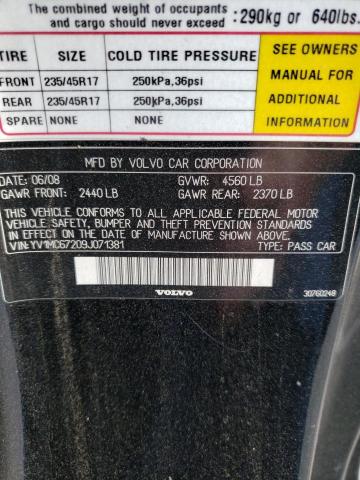 The combined weight of occupants
and cargo should never exceed :290kg or 640lbs.
TIRE SIZE COLD TIRE PRESSURE SEE OWNERS MANUAL FOR ADDITIONAL INFORMATION
FRONT 235/45R17 250kPa,36psi
REAR 235/45R17 250kPa,36psi
SPARE NONE NONE
MFD BY VOLVO CAR CORPORATION
DATE: 06/08 GVWR: 4560 LB
GAWR FRONT: 2440 LB GAWR REAR: 2370 LB
THIS VEHICLE CONFORMS TO ALL APPLICABLE FEDERAL MOTOR
VEHICLE SAFETY, BUMPER AND THEFT PREVENTION STANDARDS
IN EFFECT ON THE DATE OF MANUFACTURE SHOWN ABOVE
VIN: YV1MC67209J071381 TYPE: PASS CAR
VOLVO 30760248